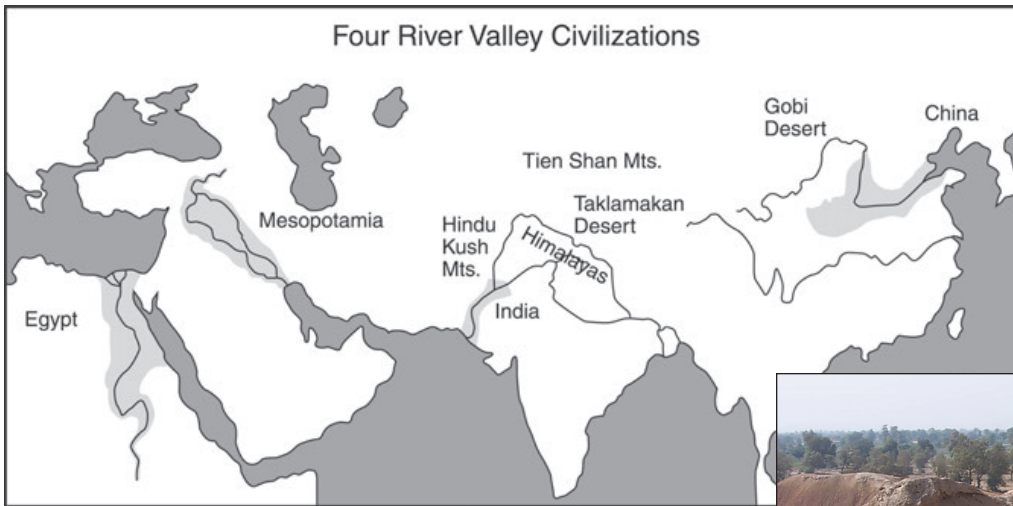 Four River Valley Civilizations
Gobi
Desert
China
Tien Shan Mts.
Taklamakan
Desert
Mesopotamia
Hindu
Kush
Mts.
Himalayas
India
Egypt